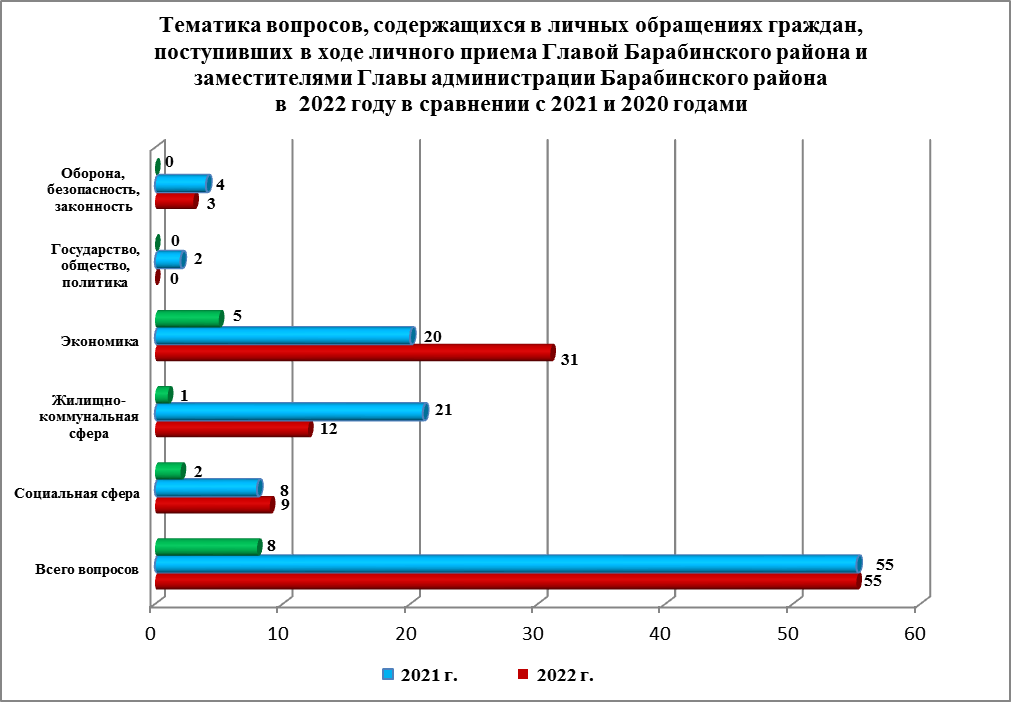 Тематика вопросов, содержащихся в личных обращениях граждан,
поступивших в ходе личного приема Главой Барабинского района и
заместителями Главы администрации Барабинского района
в 2022 году в сравнении с 2021 и 2020 годами
Оборона,
безопасность,
законность
0
4
3
Государство,
общество,
политика
0
2
0
Экономика
5
20
31
Жилищно-
коммунальная
сфера
1
21
12
Социальная сфера
2
8
9
Всего вопросов
8
55
55
0 10 20 30 40 50 60
2021 г. 2022 г.